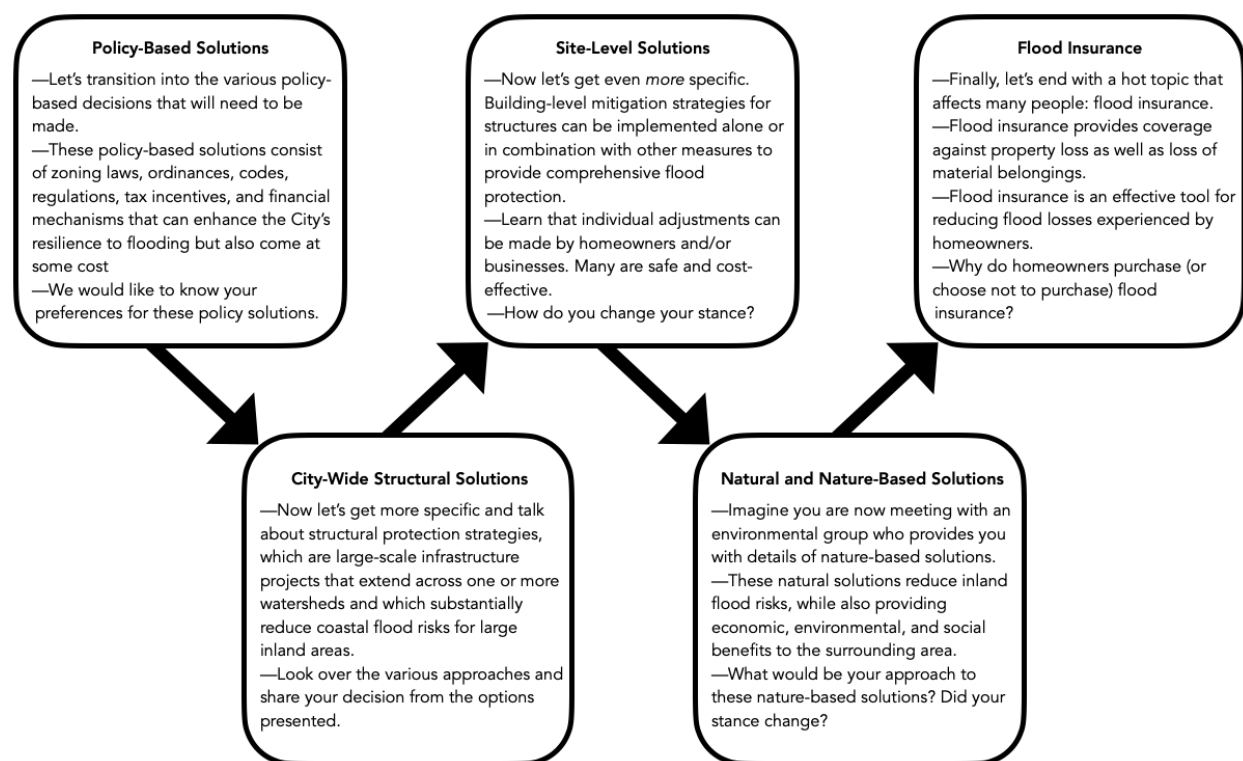 Policy-Based Solutions
—Let's transition into the various policy-
based decisions that will need to be
made.
—These policy-based solutions consist
of zoning laws, ordinances, codes,
regulations, tax incentives, and financial
mechanisms that can enhance the City's
resilience to flooding but also come at
some cost
—We would like to know your
preferences for these policy solutions.
City-Wide Structural Solutions
—Now let's get more specific and talk
about structural protection strategies,
which are large-scale infrastructure
projects that extend across one or more
watersheds and which substantially
reduce coastal flood risks for large
inland areas.
—Look over the various approaches and
share your decision from the options
presented.
Site-Level Solutions
—Now let's get even more specific.
Building-level mitigation strategies for
structures can be implemented alone or
in combination with other measures to
provide comprehensive flood
protection.
—Learn that individual adjustments can
be made by homeowners and/or
businesses. Many are safe and cost-
effective.
—How do you change your stance?
Natural and Nature-Based Solutions
—Imagine you are now meeting with an
environmental group who provides you
with details of nature-based solutions.
—These natural solutions reduce inland
flood risks, while also providing
economic, environmental, and social
benefits to the surrounding area.
—What would be your approach to
these nature-based solutions? Did your
stance change?
Flood Insurance
—Finally, let's end with a hot topic that
affects many people: flood insurance.
—Flood insurance provides coverage
against property loss as well as loss of
material belongings.
—Flood insurance is an effective tool for
reducing flood losses experienced by
homeowners.
—Why do homeowners purchase (or
choose not to purchase) flood
insurance?